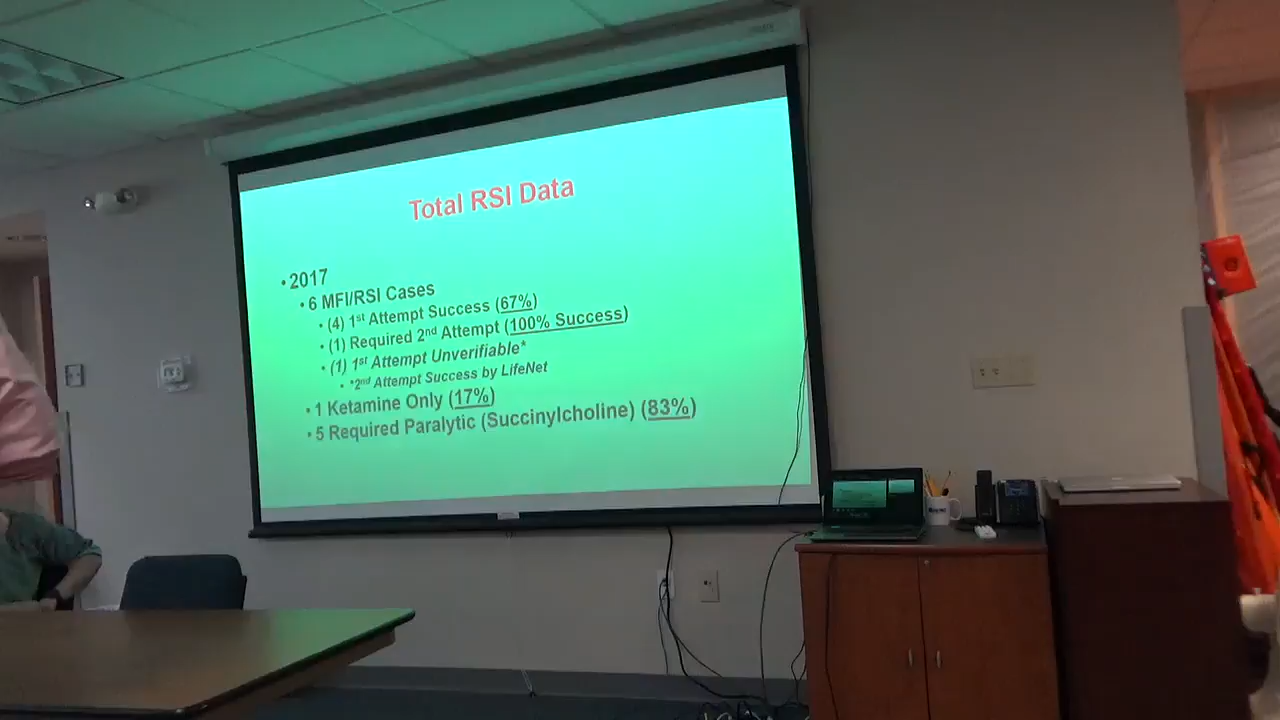 Total RSI Data
• 2017
• 6 MFI/RSI Cases
• (4) 1st Attempt Success (67%)
• (1) Required 2nd Attempt (100% Success)
• (1) 1st Attempt Unverifiable*
• *2nd Attempt Success by LifeNet
• 1 Ketamine Only (17%)
• 5 Required Paralytic (Succinylcholine) (83%)